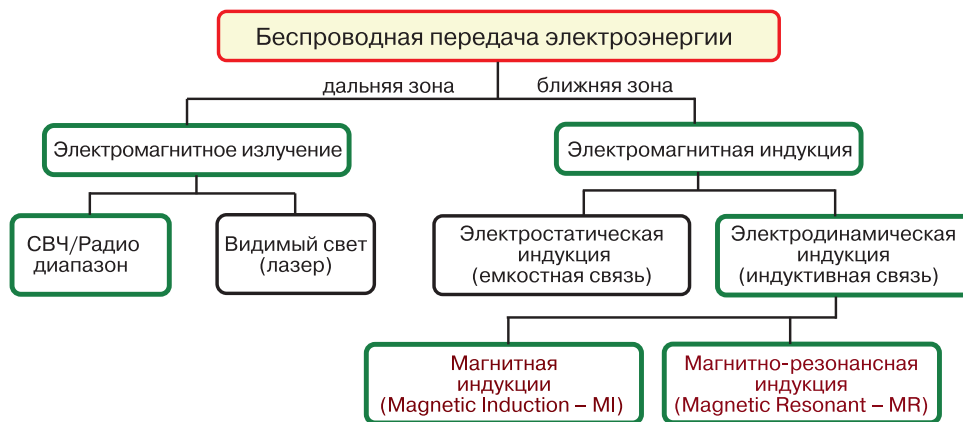 Беспроводная передача электроэнергии
дальняя зона
ближняя зона
Электромагнитное излучение
Электромагнитная индукция
СВЧ/Радио
диапазон
Видимый свет
(лазер)
Электростатическая
индукция
(емкостная связь)
Электродинамическая
индукция
(индуктивная связь)
Магнитная
индукции
(Magnetic Induction – MI)
Магнитно-резонансная
индукция
(Magnetic Resonant – MR)